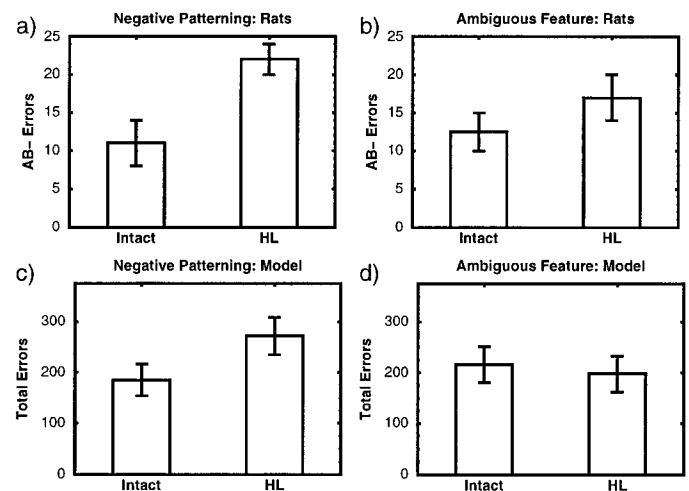 a) Negative Patterning: Rats
AB– Errors
25
20
15
10
5
0
Intact HL
b) Ambiguous Feature: Rats
AB– Errors
25
20
15
10
5
0
Intact HL
c) Negative Patterning: Model
Total Errors
300
200
100
0
Intact HL
d) Ambiguous Feature: Model
Total Errors
300
200
100
0
Intact HL